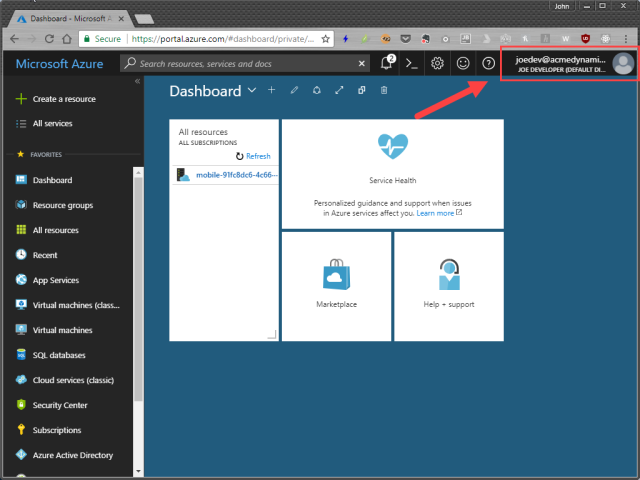 John
Dashboard - Microsoft Az
Secure
https://portal.azure.com/#dashboard/private/...
Microsoft Azure
Search resources, services and docs
2
joedev@acmedynami...
JOE DEVELOPER (DEFAULT DI...
Create a resource
All services
FAVORITES
Dashboard
Resource groups
All resources
Recent
App Services
Virtual machines (class...
Virtual machines
SQL databases
Cloud services (classic)
Security Center
Subscriptions
Azure Active Directory
Dashboard
All resources
ALL SUBSCRIPTIONS
Refresh
mobile-91fc8dc6-4c66-...
Service Health
Personalized guidance and support when issues
in Azure services affect you. Learn more
Marketplace
Help + support